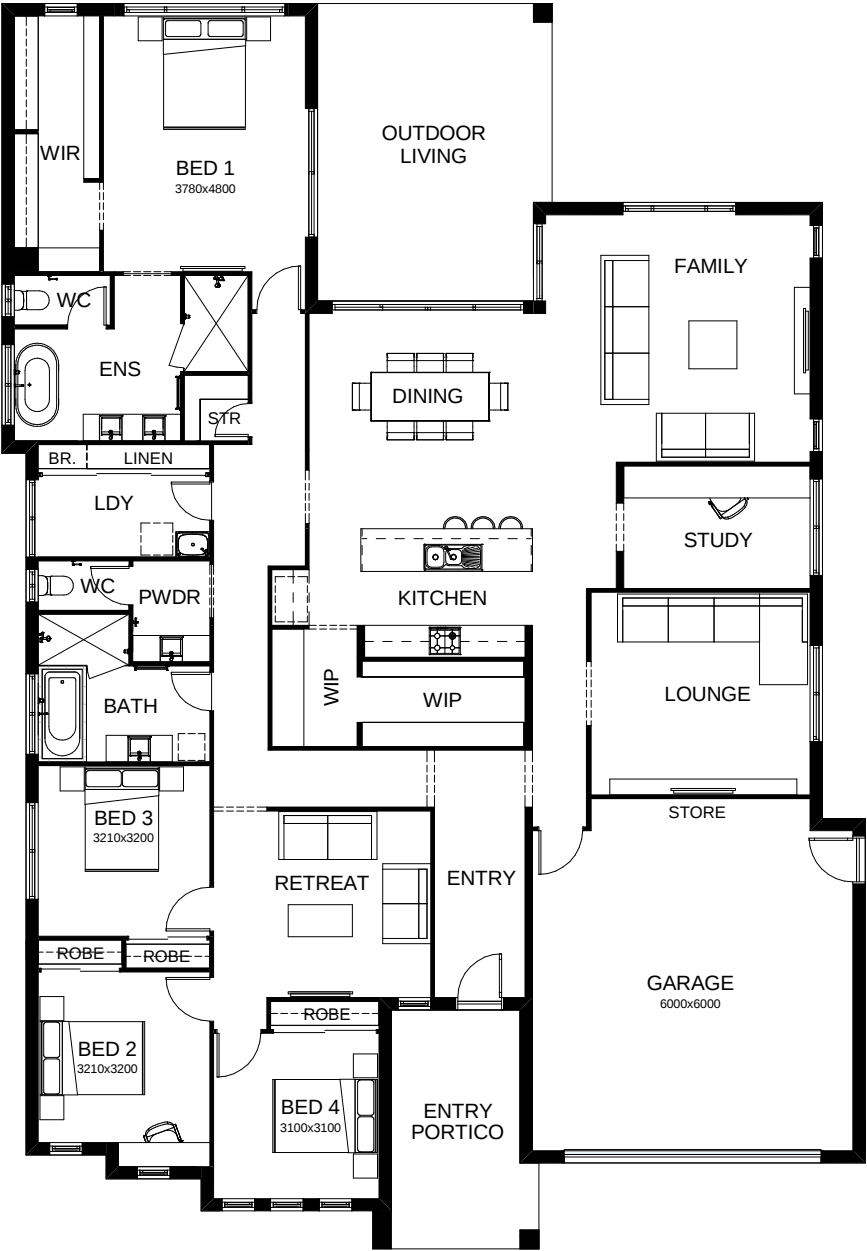 OUTDOOR
LIVING
WIR
BED 1
3780x4800
FAMILY
WC
ENS
DINING
STR
BR.
LINEN
LDY
STUDY
WC
PWDR
KITCHEN
WIP
WIP
LOUNGE
BATH
BED 3
3210x3200
STORE
RETREAT
ENTRY
ROBE
ROBE
GARAGE
6000x6000
ROBE
BED 2
3210x3200
BED 4
3100x3100
ENTRY
PORTICO